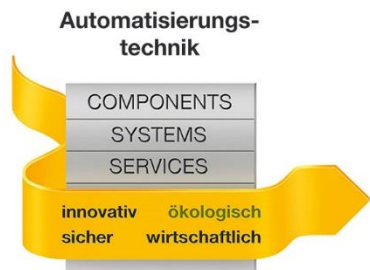 Automatisierungs-
technik
COMPONENTS
SYSTEMS
SERVICES
innovativ ökologisch
sicher wirtschaftlich